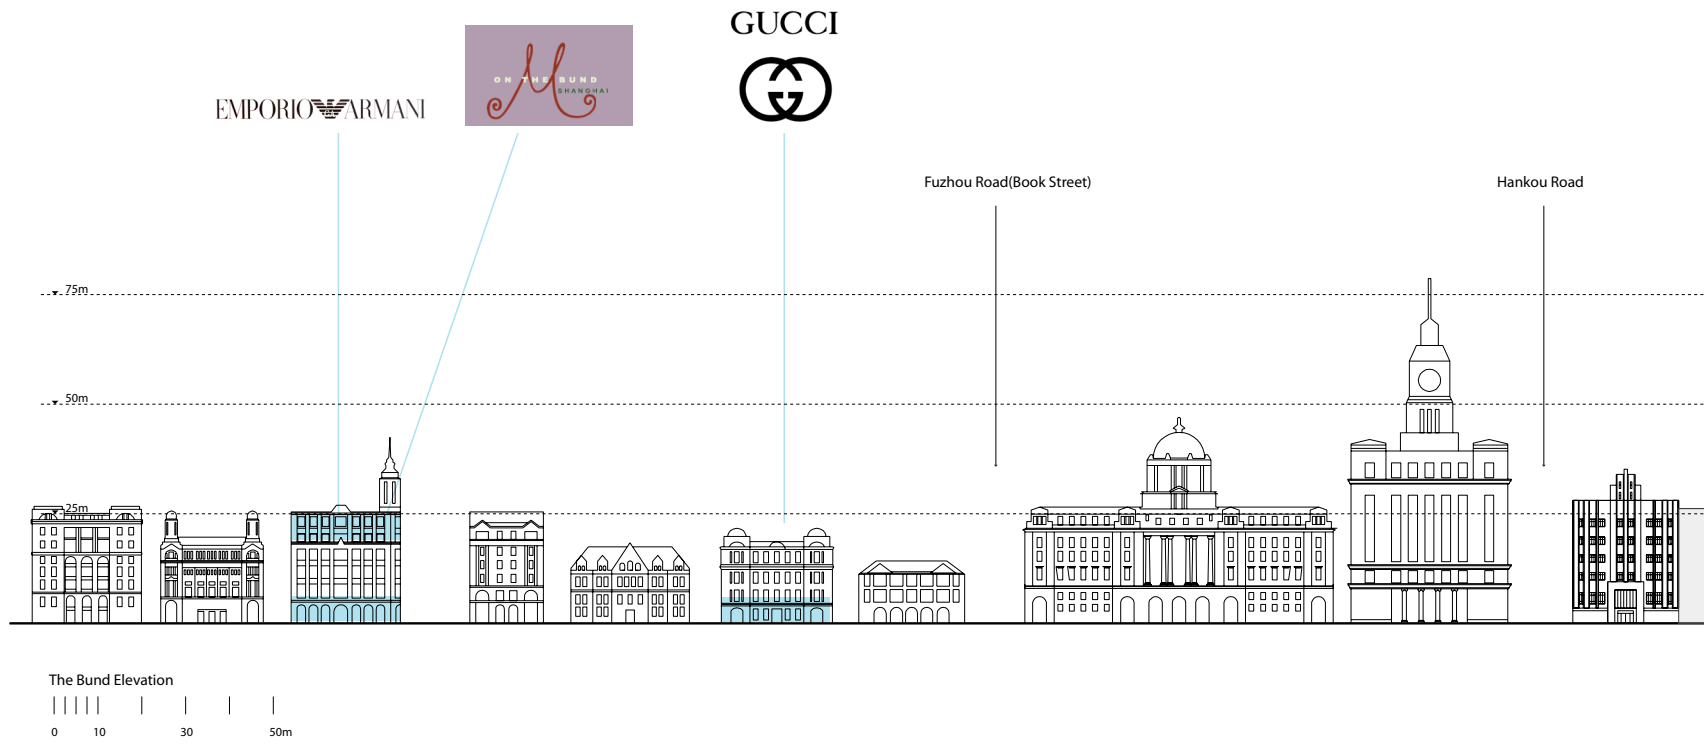 GUCCI
ON THE BUND
M
SHANGHAI
EMPORIO ARMANI
Fuzhou Road(Book Street)
Hankou Road
75m
50m
25m
The Bund Elevation
0 10 30 50m